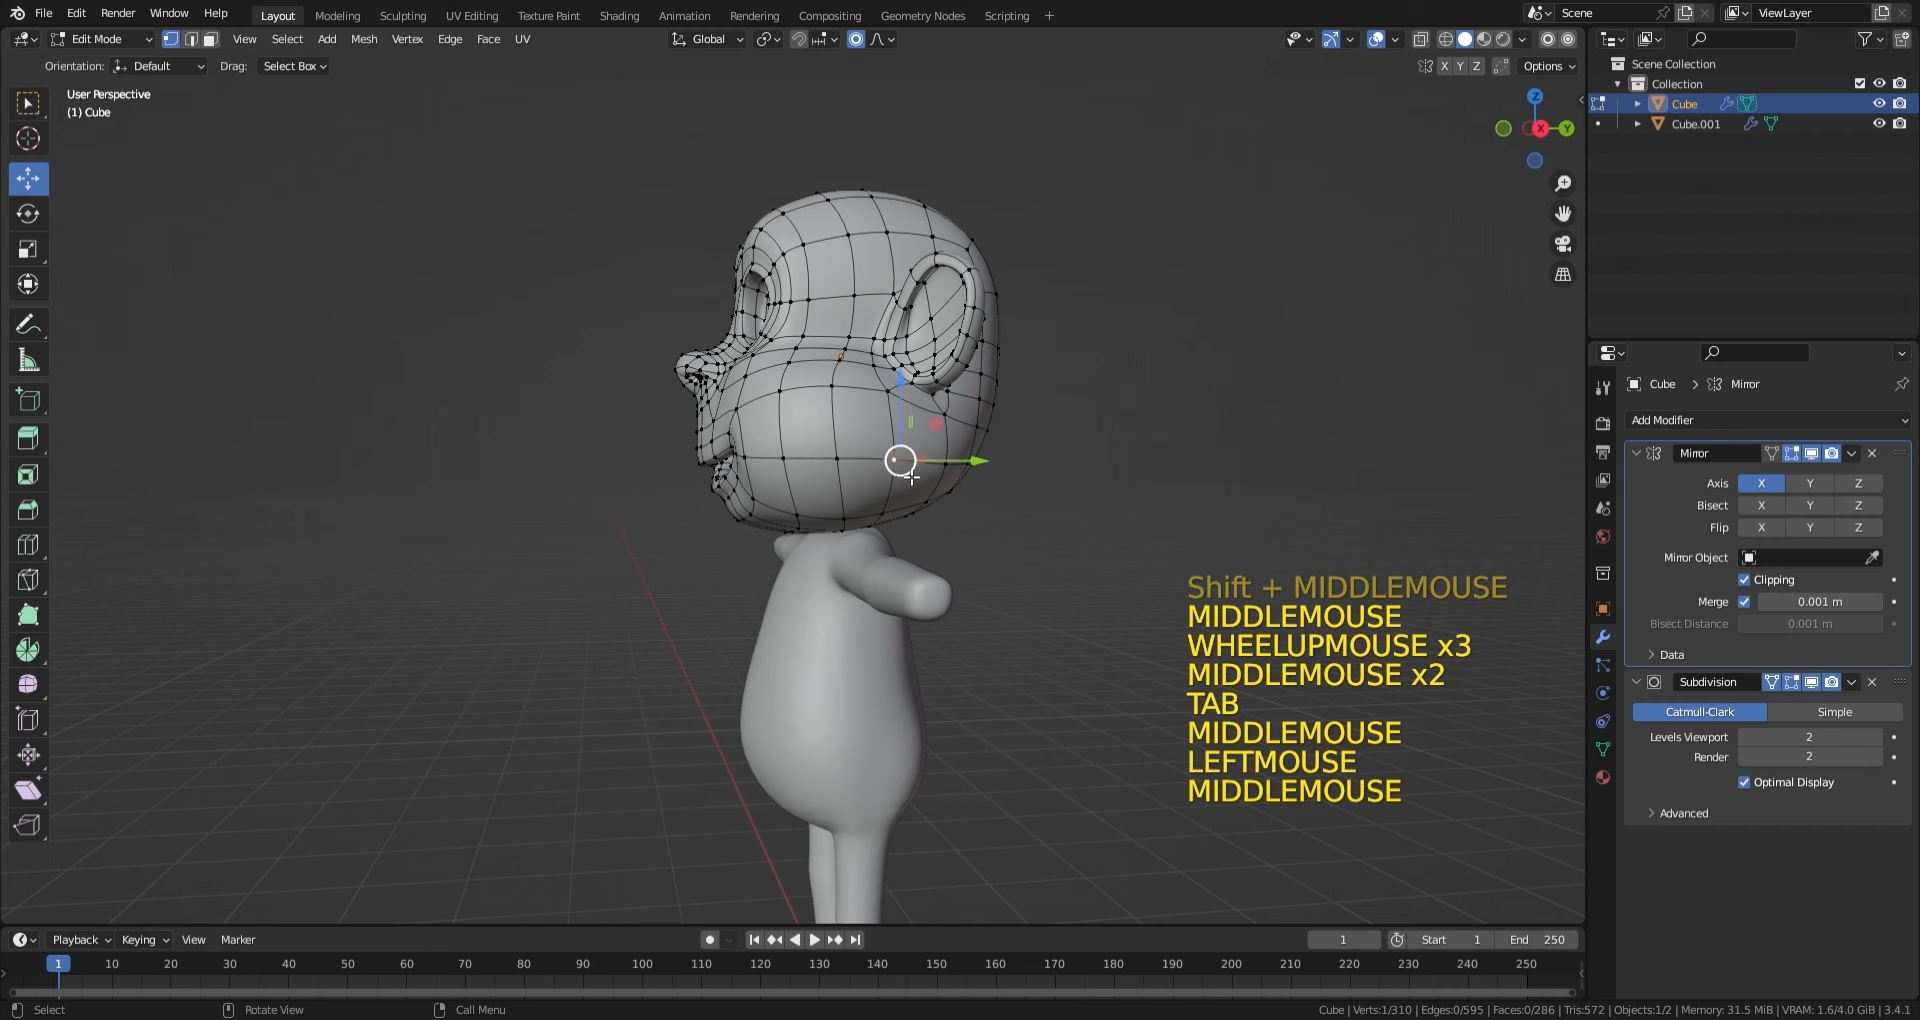 File Edit Render Window Help Layout Modeling Sculpting UV Editing Texture Paint Shading Animation Rendering Compositing Geometry Nodes Scripting + Scene ViewLayer
Edit Mode View Select Add Mesh Vertex Edge Face UV Global
Orientation: Default Drag: Select Box X Y Z Options
User Perspective
(1) Cube
Z
X Y
Scene Collection
Collection
Cube
Cube.001
Cube > Mirror
Add Modifier
Mirror
Axis X Y Z
Bisect X Y Z
Flip X Y Z
Mirror Object
Clipping
Merge 0.001 m
Bisect Distance 0.001 m
Data
Subdivision
Catmull-Clark Simple
Levels Viewport 2
Render 2
Optimal Display
Advanced
Shift + MIDDLEMOUSE
MIDDLEMOUSE
WHEELUPMOUSE x3
MIDDLEMOUSE x2
TAB
MIDDLEMOUSE
LEFTMOUSE
MIDDLEMOUSE
Playback Keying View Marker 1 Start 1 End 250
1 10 20 30 40 50 60 70 80 90 100 110 120 130 140 150 160 170 180 190 200 210 220 230 240 250
Select Rotate View Call Menu Cube | Verts:1/310 | Edges:0/595 | Faces:0/286 | Tris:572 | Objects:1/2 | Memory: 31.5 MiB | VRAM: 1.6/4.0 GiB | 3.4.1